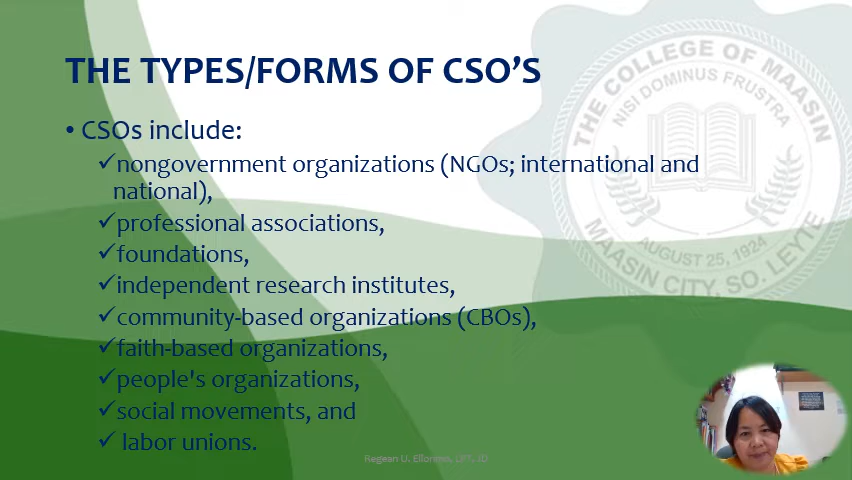 THE TYPES/FORMS OF CSO'S
• CSOs include:
✓nongovernment organizations (NGOs; international and
national),
✓professional associations,
✓foundations,
✓independent research institutes,
✓community-based organizations (CBOs),
✓faith-based organizations,
✓people's organizations,
✓social movements, and
✓ labor unions.
THE COLLEGE OF MAASIN
NISI DOMINUS FRUSTRA
AUGUST 25, 1924
MAASIN CITY, SO. LEYTE
Regean U.